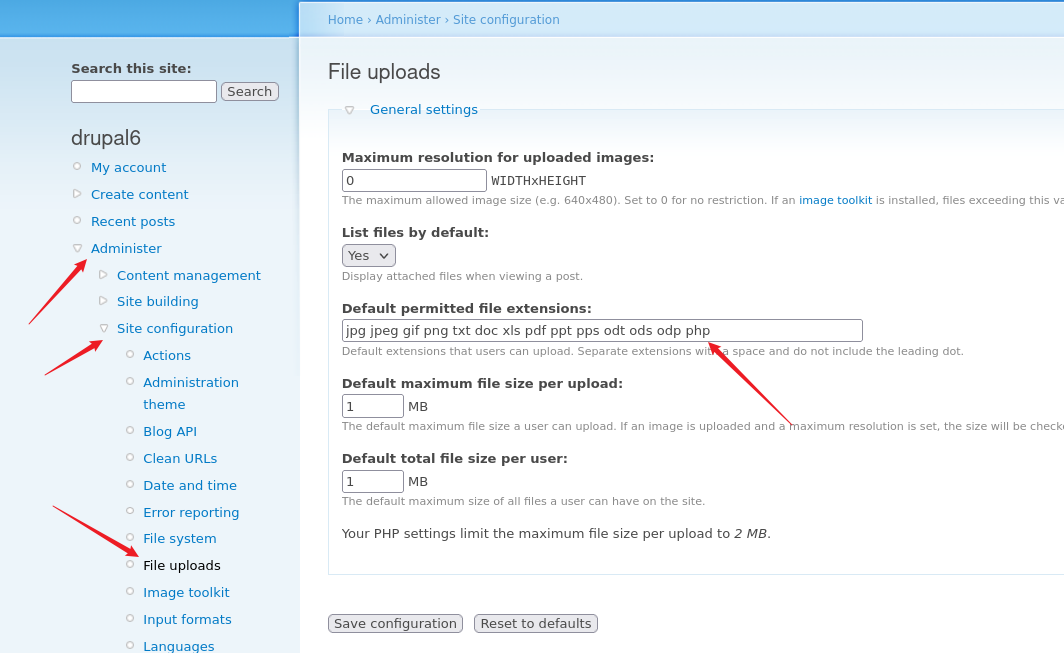 Home › Administer › Site configuration
Search this site:
Search
drupal6
My account
Create content
Recent posts
Administer
Content management
Site building
Site configuration
Actions
Administration
theme
Blog API
Clean URLs
Date and time
Error reporting
File system
File uploads
Image toolkit
Input formats
Languages
File uploads
General settings
Maximum resolution for uploaded images:
0 WIDTHxHEIGHT
The maximum allowed image size (e.g. 640x480). Set to 0 for no restriction. If an image toolkit is installed, files exceeding this
List files by default:
Yes
Display attached files when viewing a post.
Default permitted file extensions:
jpg jpeg gif png txt doc xls pdf ppt pps odt ods odp php
Default extensions that users can upload. Separate extensions with a space and do not include the leading dot.
Default maximum file size per upload:
1 MB
The default maximum file size a user can upload. If an image is uploaded and a maximum resolution is set, the size will be
Default total file size per user:
1 MB
The default maximum size of all files a user can have on the site.
Your PHP settings limit the maximum file size per upload to 2 MB.
Save configuration Reset to defaults